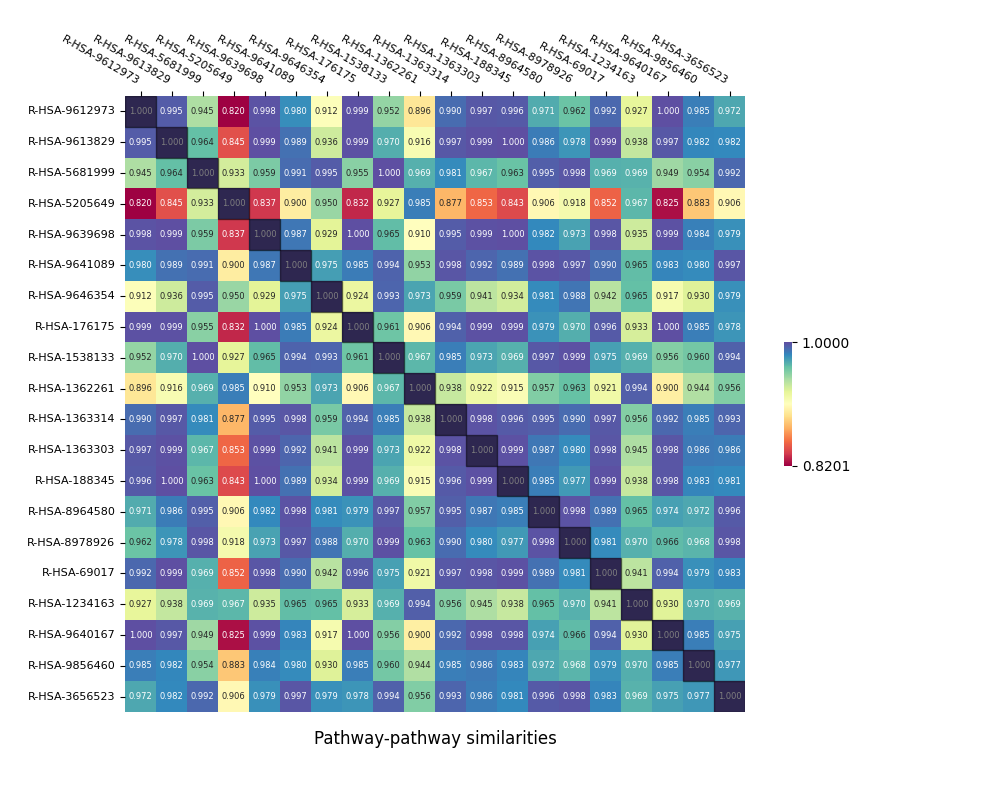 R-HSA-9612973
R-HSA-9613829
R-HSA-5681999
R-HSA-5205649
R-HSA-9639698
R-HSA-9641089
R-HSA-9646354
R-HSA-176175
R-HSA-1538133
R-HSA-1362261
R-HSA-1363314
R-HSA-1363303
R-HSA-188345
R-HSA-8964580
R-HSA-8978926
R-HSA-69017
R-HSA-1234163
R-HSA-9640167
R-HSA-9856460
R-HSA-3656523
R-HSA-9612973 1.000 0.995 0.945 0.820 0.998 0.980 0.912 0.999 0.952 0.896 0.990 0.997 0.996 0.971 0.962 0.992 0.927 1.000 0.985 0.972
R-HSA-9613829 0.995 1.000 0.964 0.845 0.999 0.989 0.936 0.999 0.970 0.916 0.997 0.999 1.000 0.986 0.978 0.999 0.938 0.997 0.982 0.982
R-HSA-5681999 0.945 0.964 1.000 0.933 0.959 0.991 0.995 0.955 1.000 0.969 0.981 0.967 0.963 0.995 0.998 0.969 0.969 0.949 0.954 0.992
R-HSA-5205649 0.820 0.845 0.933 1.000 0.837 0.900 0.950 0.832 0.927 0.985 0.877 0.853 0.843 0.906 0.918 0.852 0.967 0.825 0.883 0.906
R-HSA-9639698 0.998 0.999 0.959 0.837 1.000 0.987 0.929 1.000 0.965 0.910 0.995 0.999 1.000 0.982 0.973 0.998 0.935 0.999 0.984 0.979
R-HSA-9641089 0.980 0.989 0.991 0.900 0.987 1.000 0.975 0.985 0.994 0.953 0.998 0.992 0.989 0.998 0.997 0.990 0.965 0.983 0.980 0.997
R-HSA-9646354 0.912 0.936 0.995 0.950 0.929 0.975 1.000 0.924 0.993 0.973 0.959 0.941 0.934 0.981 0.988 0.942 0.965 0.917 0.930 0.979
R-HSA-176175 0.999 0.999 0.955 0.832 1.000 0.985 0.924 1.000 0.961 0.906 0.994 0.999 0.999 0.979 0.970 0.996 0.933 1.000 0.985 0.978
R-HSA-1538133 0.952 0.970 1.000 0.927 0.965 0.994 0.993 0.961 1.000 0.967 0.985 0.973 0.969 0.997 0.999 0.975 0.969 0.956 0.960 0.994
R-HSA-1362261 0.896 0.916 0.969 0.985 0.910 0.953 0.973 0.906 0.967 1.000 0.938 0.922 0.915 0.957 0.963 0.921 0.994 0.900 0.944 0.956
R-HSA-1363314 0.990 0.997 0.981 0.877 0.995 0.998 0.959 0.994 0.985 0.938 1.000 0.998 0.996 0.995 0.990 0.997 0.956 0.992 0.985 0.993
R-HSA-1363303 0.997 0.999 0.967 0.853 0.999 0.992 0.941 0.999 0.973 0.922 0.998 1.000 0.999 0.987 0.980 0.998 0.945 0.998 0.986 0.986
R-HSA-188345 0.996 1.000 0.963 0.843 1.000 0.989 0.934 0.999 0.969 0.915 0.996 0.999 1.000 0.985 0.977 0.999 0.938 0.998 0.983 0.981
R-HSA-8964580 0.971 0.986 0.995 0.906 0.982 0.998 0.981 0.979 0.997 0.957 0.995 0.987 0.985 1.000 0.998 0.989 0.965 0.974 0.972 0.996
R-HSA-8978926 0.962 0.978 0.998 0.918 0.973 0.997 0.988 0.970 0.999 0.963 0.990 0.980 0.977 0.998 1.000 0.981 0.970 0.966 0.968 0.998
R-HSA-69017 0.992 0.999 0.969 0.852 0.998 0.990 0.942 0.996 0.975 0.921 0.997 0.998 0.999 0.989 0.981 1.000 0.941 0.994 0.979 0.983
R-HSA-1234163 0.927 0.938 0.969 0.967 0.935 0.965 0.965 0.933 0.969 0.994 0.956 0.945 0.938 0.965 0.970 0.941 1.000 0.930 0.970 0.969
R-HSA-9640167 1.000 0.997 0.949 0.825 0.999 0.983 0.917 1.000 0.956 0.900 0.992 0.998 0.998 0.974 0.966 0.994 0.930 1.000 0.985 0.975
R-HSA-9856460 0.985 0.982 0.954 0.883 0.984 0.980 0.930 0.985 0.960 0.944 0.985 0.986 0.983 0.972 0.968 0.979 0.970 0.985 1.000 0.977
R-HSA-3656523 0.972 0.982 0.992 0.906 0.979 0.997 0.979 0.978 0.994 0.956 0.993 0.986 0.981 0.996 0.998 0.983 0.969 0.975 0.977 1.000
1.0000
0.8201
Pathway-pathway similarities